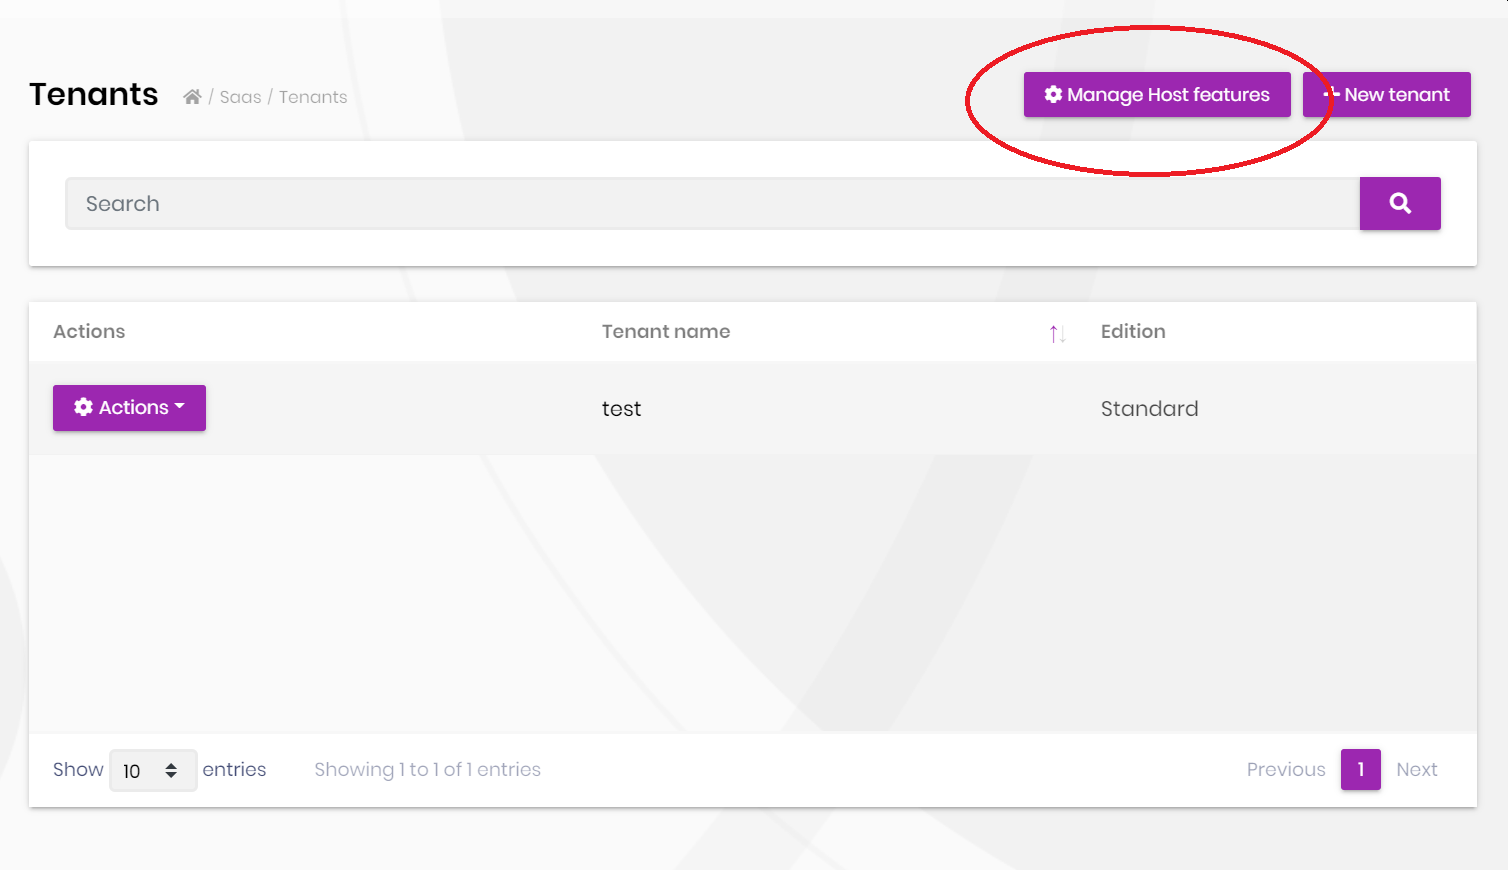 Tenants / Saas / Tenants Manage Host features New tenant
Search
Actions Tenant name Edition
Actions test Standard
Show 10 entries Showing 1 to 1 of 1 entries Previous 1 Next